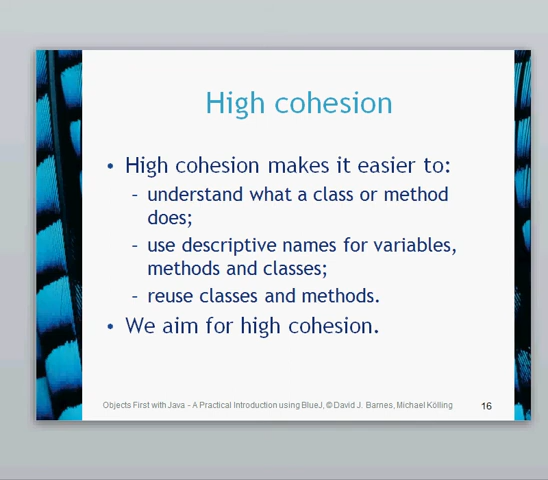 High cohesion
• High cohesion makes it easier to:
- understand what a class or method
does;
- use descriptive names for variables,
methods and classes;
- reuse classes and methods.
• We aim for high cohesion.
Objects First with Java - A Practical Introduction using BlueJ, © David J. Barnes, Michael Kölling
16